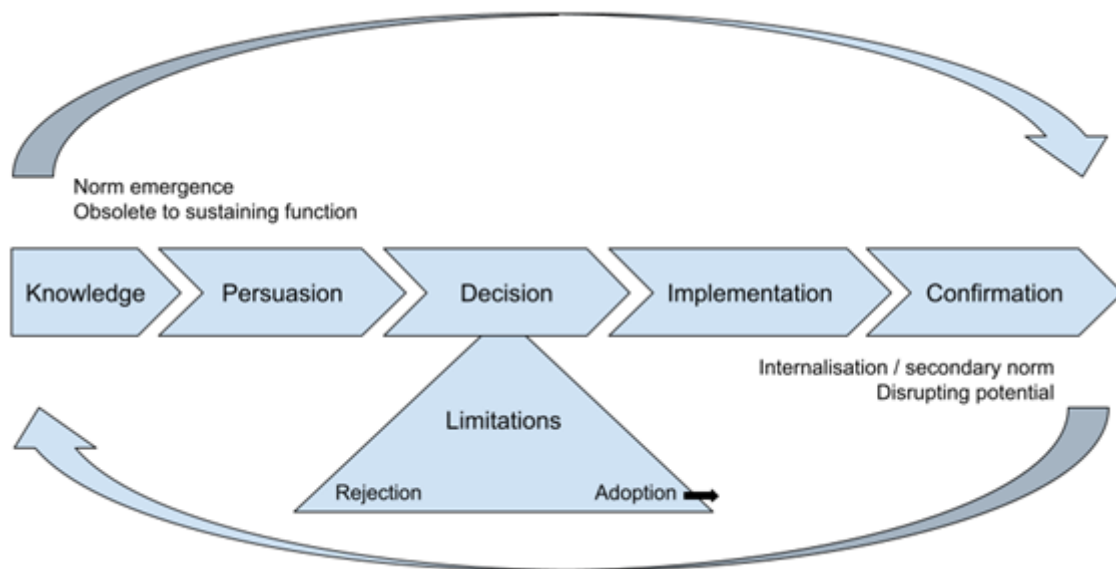 Norm emergence
Obsolete to sustaining function
Knowledge
Persuasion
Decision
Implementation
Confirmation
Internalisation / secondary norm
Disrupting potential
Limitations
Rejection
Adoption